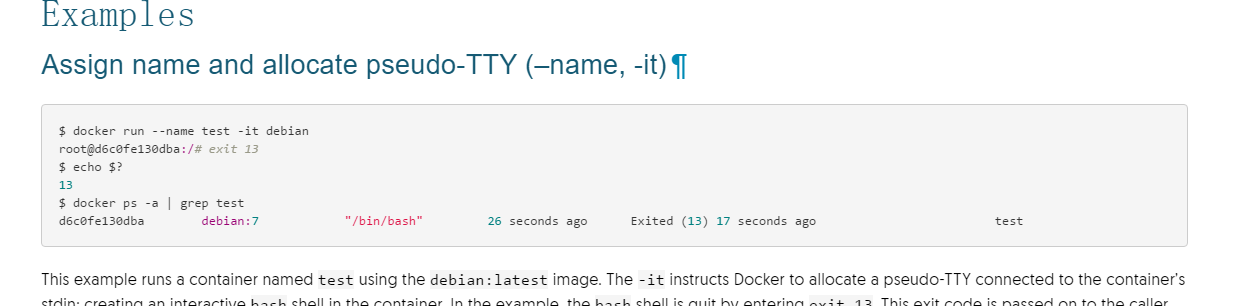 Examples
Assign name and allocate pseudo-TTY (–name, -it)¶
$ docker run --name test -it debian
root@d6c0fe130dba:/# exit 13
$ echo $?
13
$ docker ps -a | grep test
d6c0fe130dba        debian:7            "/bin/bash"         26 seconds ago      Exited (13) 17 seconds ago                         test
This example runs a container named test using the debian:latest image. The -it instructs Docker to allocate a pseudo-TTY connected to the container’s
stdin; creating an interactive bash shell in the container. In the example, the bash shell is quit by entering exit 13. This exit code is passed on to the caller